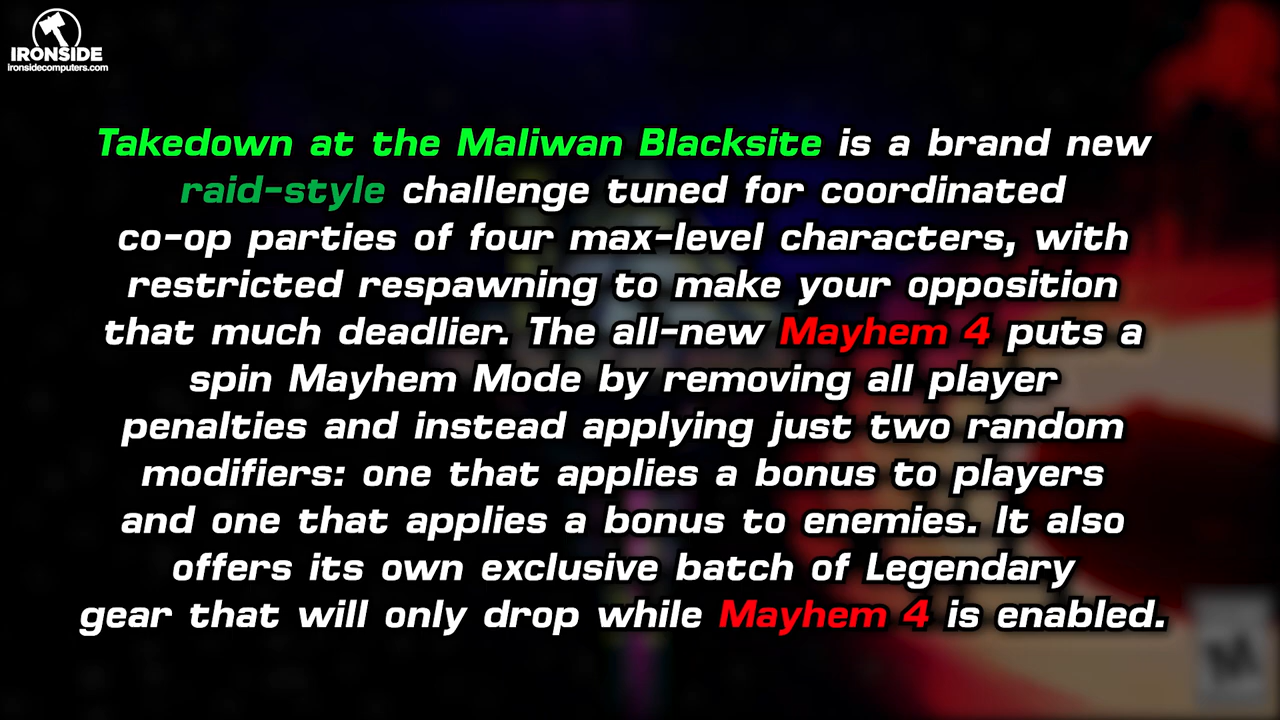 IRONSIDE
Ironsidecomputers.com
Takedown at the Maliwan Blacksite is a brand new
raid-style challenge tuned for coordinated
co-op parties of four max-level characters, with
restricted respawning to make your opposition
that much deadlier. The all-new Mayhem 4 puts a
spin Mayhem Mode by removing all player
penalties and instead applying just two random
modifiers: one that applies a bonus to players
and one that applies a bonus to enemies. It also
offers its own exclusive batch of Legendary
gear that will only drop while Mayhem 4 is enabled.
M